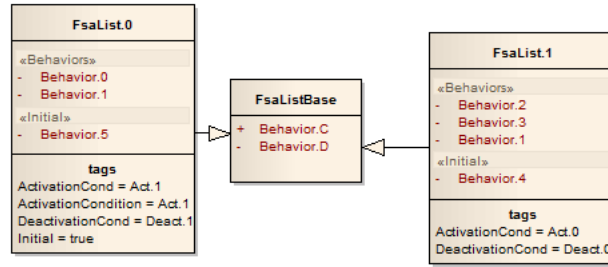 FsaList.0
«Behaviors»
- Behavior.0
- Behavior.1
«Initial»
- Behavior.5
tags
ActivationCond = Act.1
ActivationCondition = Act.1
DeactivationCond = Deact.1
Initial = true
FsaListBase
+ Behavior.C
- Behavior.D
FsaList.1
«Behaviors»
- Behavior.2
- Behavior.3
- Behavior.1
«Initial»
- Behavior.4
tags
ActivationCond = Act.0
DeactivationCond = Deact.0